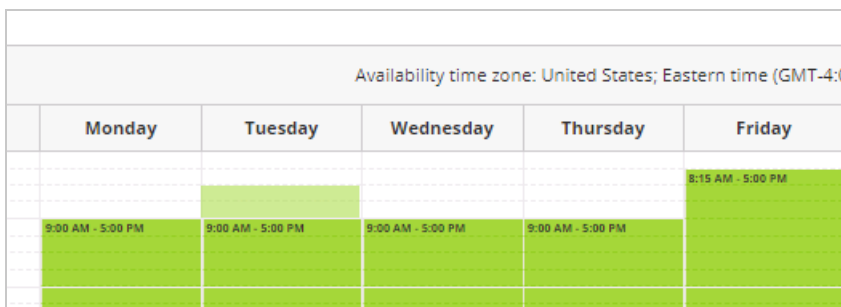 Availability time zone: United States; Eastern time (GMT-4:
Monday Tuesday Wednesday Thursday Friday
8:15 AM - 5:00 PM
9:00 AM - 5:00 PM 9:00 AM - 5:00 PM 9:00 AM - 5:00 PM 9:00 AM - 5:00 PM